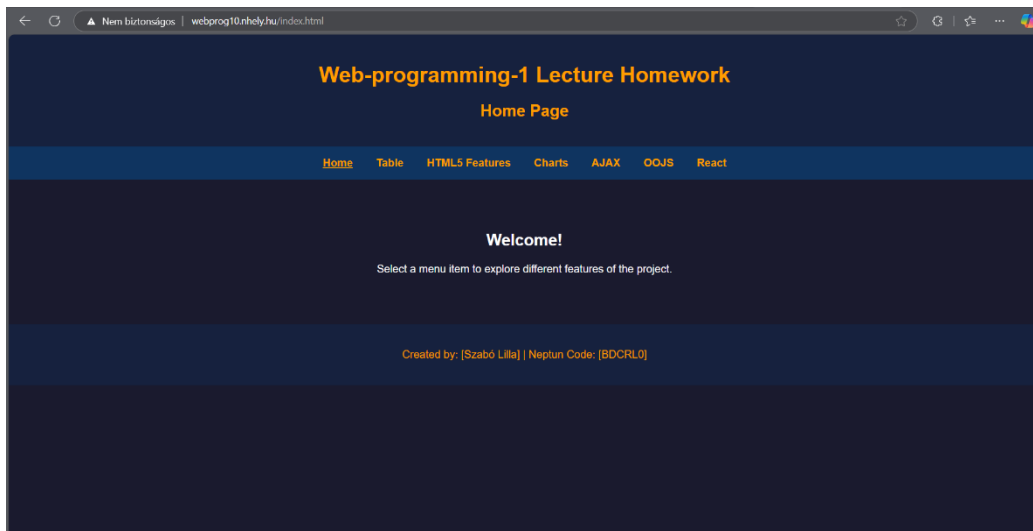 Nem biztonságos | webprog10.nhely.hu/index.html
Web-programming-1 Lecture Homework
Home Page
Home Table HTML5 Features Charts AJAX OOJS React
Welcome!
Select a menu item to explore different features of the project.
Created by: [Szabó Lilla] | Neptun Code: [BDCRL0]